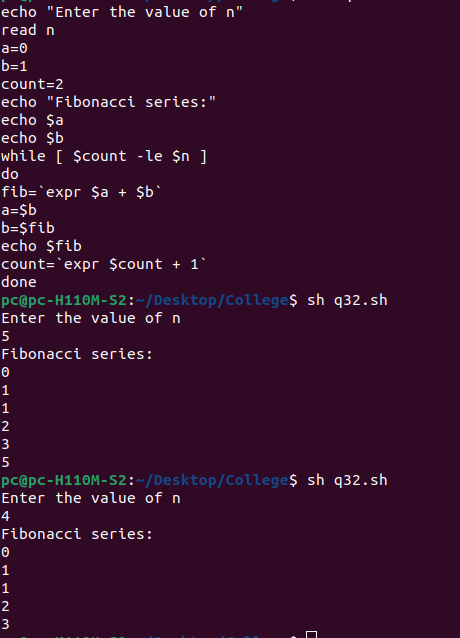 echo "Enter the value of n"
read n
a=0
b=1
count=2
echo "Fibonacci series:"
echo $a
echo $b
while [ $count -le $n ]
do
fib=`expr $a + $b`
a=$b
b=$fib
echo $fib
count=`expr $count + 1`
done
pc@pc-H110M-S2:~/Desktop/College$ sh q32.sh
Enter the value of n
5
Fibonacci series:
0
1
1
2
3
5
pc@pc-H110M-S2:~/Desktop/College$ sh q32.sh
Enter the value of n
4
Fibonacci series:
0
1
1
2
3